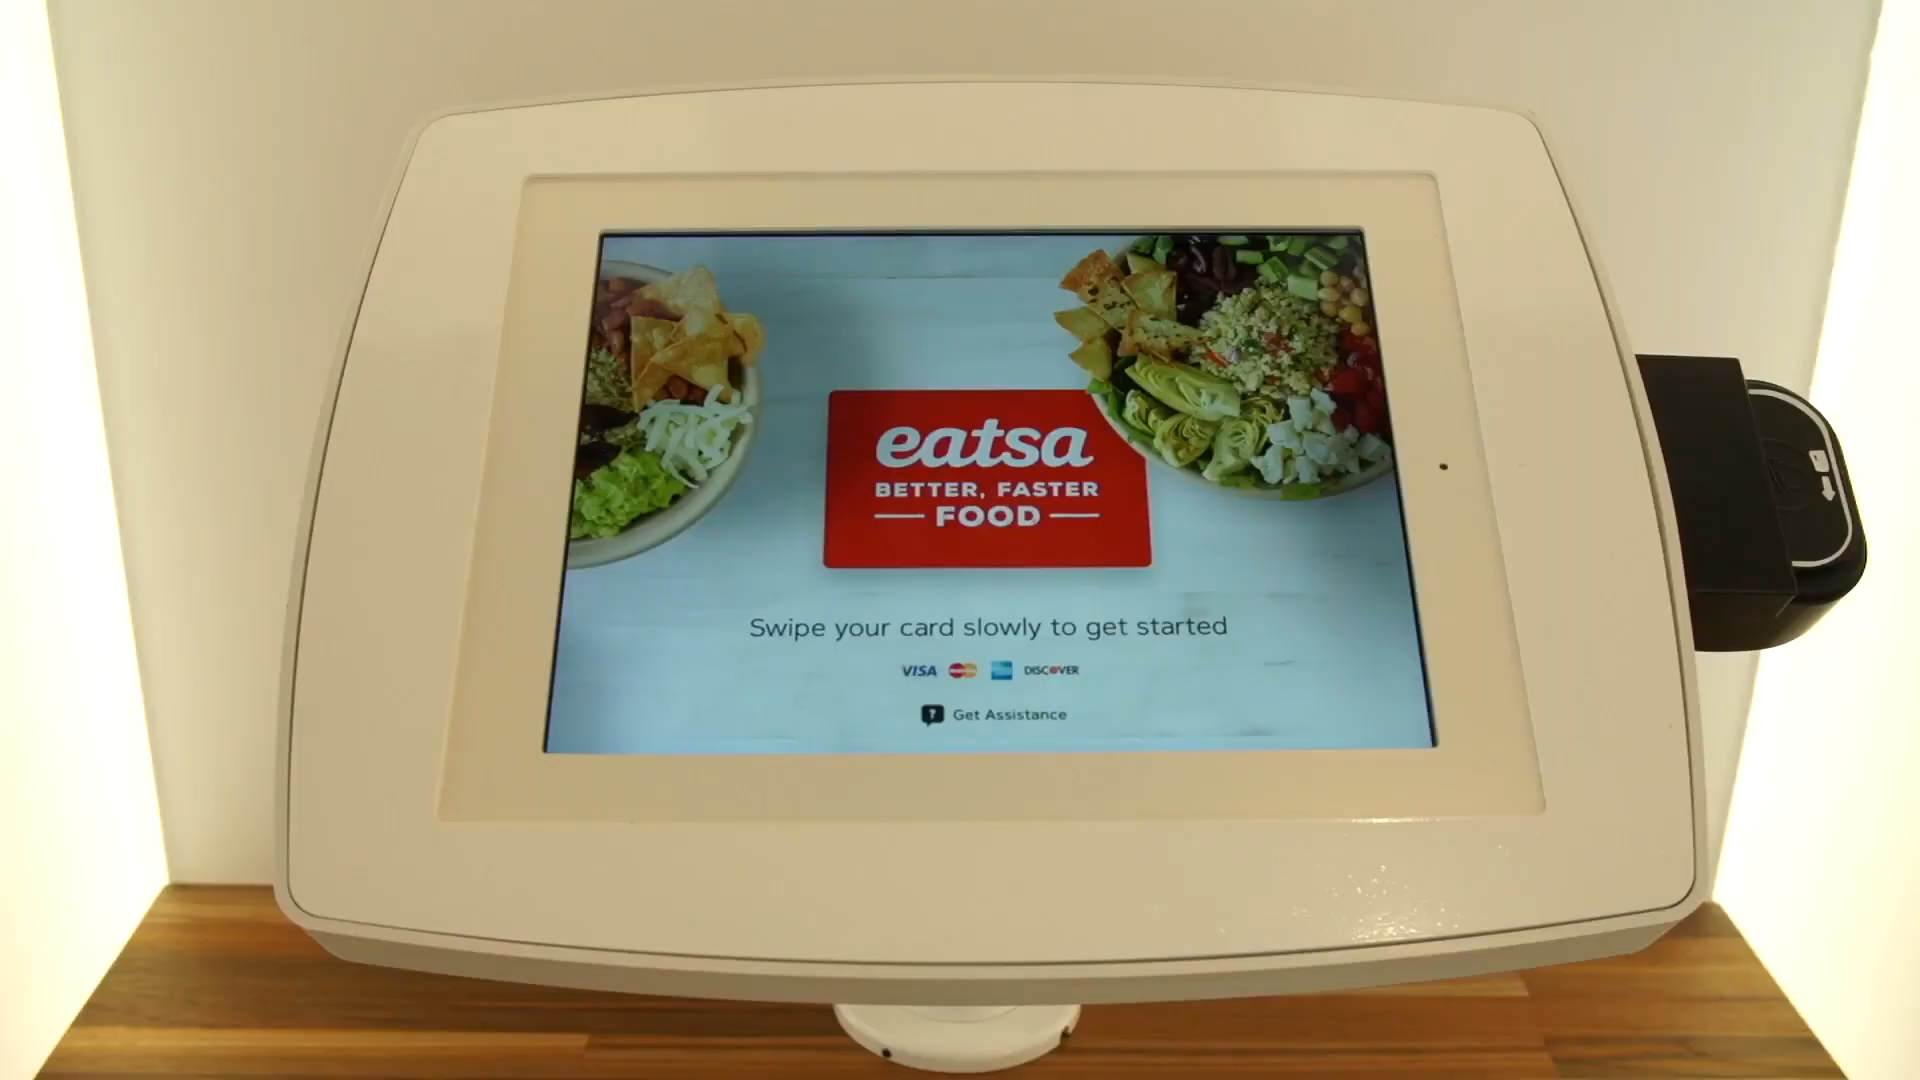 eatsa
BETTER, FASTER
FOOD
Swipe your card slowly to get started
VISA DISCOVER
? Get Assistance